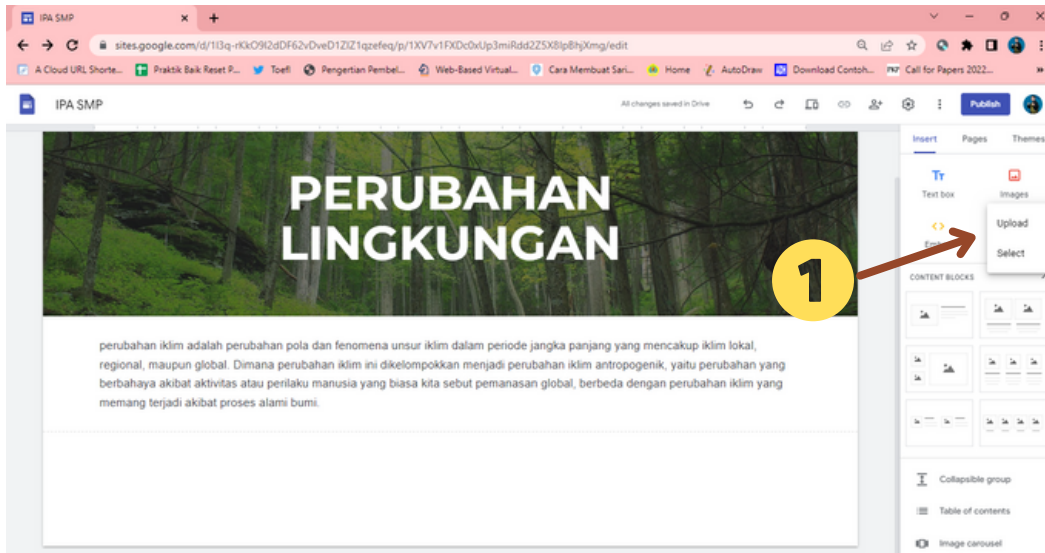 IPA SMP
sites.google.com/d/1I3q-rKkO9I2dDF62vDveD1ZIZ1qzefeq/p/1XV7v1FXDc0xUp3miRdd2Z5X8Ip8hjXmg/edit
A Cloud URL Shorte... Praktik Baik Reset P... Toefl Pengertian Pembel... Web-Based Virtual... Cara Membuat Sari... Home AutoDraw Download Contoh... Call for Papers 2022...
IPA SMP All changes saved in Drive Publish
Insert Pages Themes
PERUBAHAN
LINGKUNGAN
Text box Images
Upload
Select
1
CONTENT BLOCKS
perubahan iklim adalah perubahan pola dan fenomena unsur iklim dalam periode jangka panjang yang mencakup iklim lokal,
regional, maupun global. Dimana perubahan iklim ini dikelompokkan menjadi perubahan iklim antropogenik, yaitu perubahan yang
berbahaya akibat aktivitas atau perilaku manusia yang biasa kita sebut pemanasan global, berbeda dengan perubahan iklim yang
memang terjadi akibat proses alami bumi.
Collapsible group
Table of contents
Image carousel